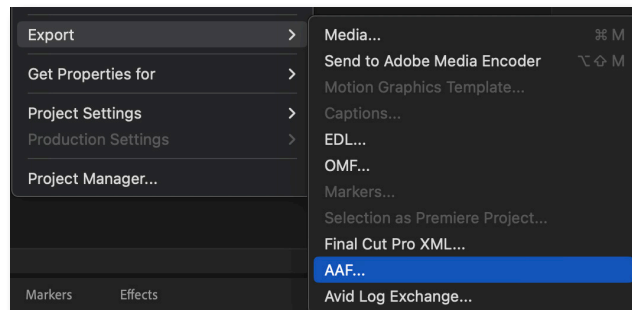 Export >
Get Properties for >
Project Settings >
Production Settings >
Project Manager...
Markers Effects
Media... ⌘ M
Send to Adobe Media Encoder ⌥⇧M
Motion Graphics Template...
Captions...
EDL...
OMF...
Markers...
Selection as Premiere Project...
Final Cut Pro XML...
AAF...
Avid Log Exchange...